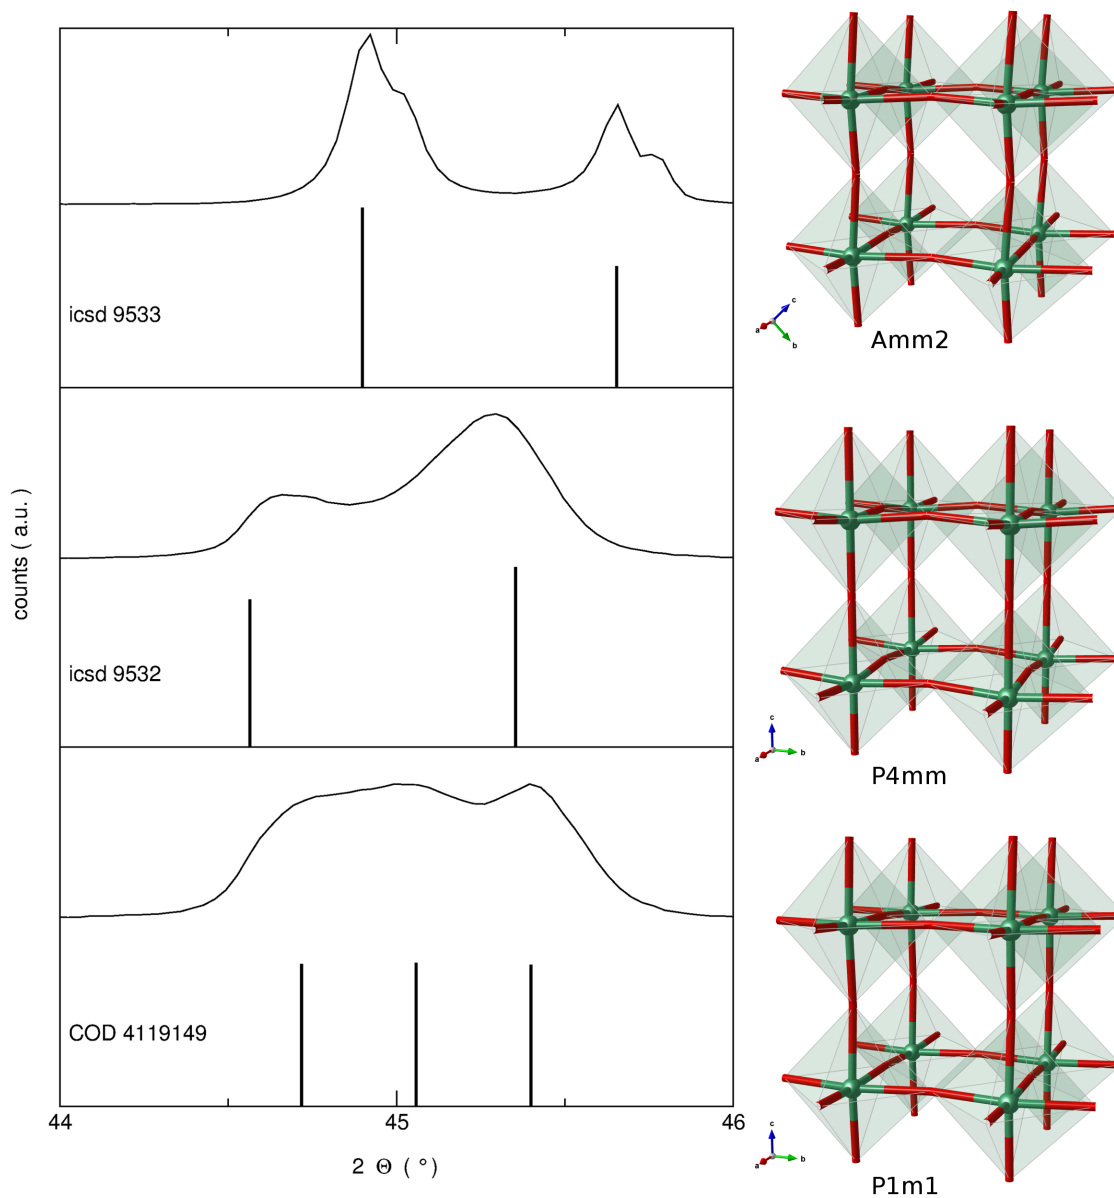 counts ( a.u. )
icsd 9533
icsd 9532
COD 4119149
44
45
46
2 Θ ( ° )
a
b
c
Amm2
c
a
b
P4mm
c
a
b
P1m1